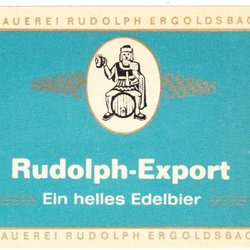 AUEREI RUDOLPH ERGOLDSBAC
Rudolph-Export
Ein helles Edelbier
AUEREI RUDOLPH ERGOLDSBAC